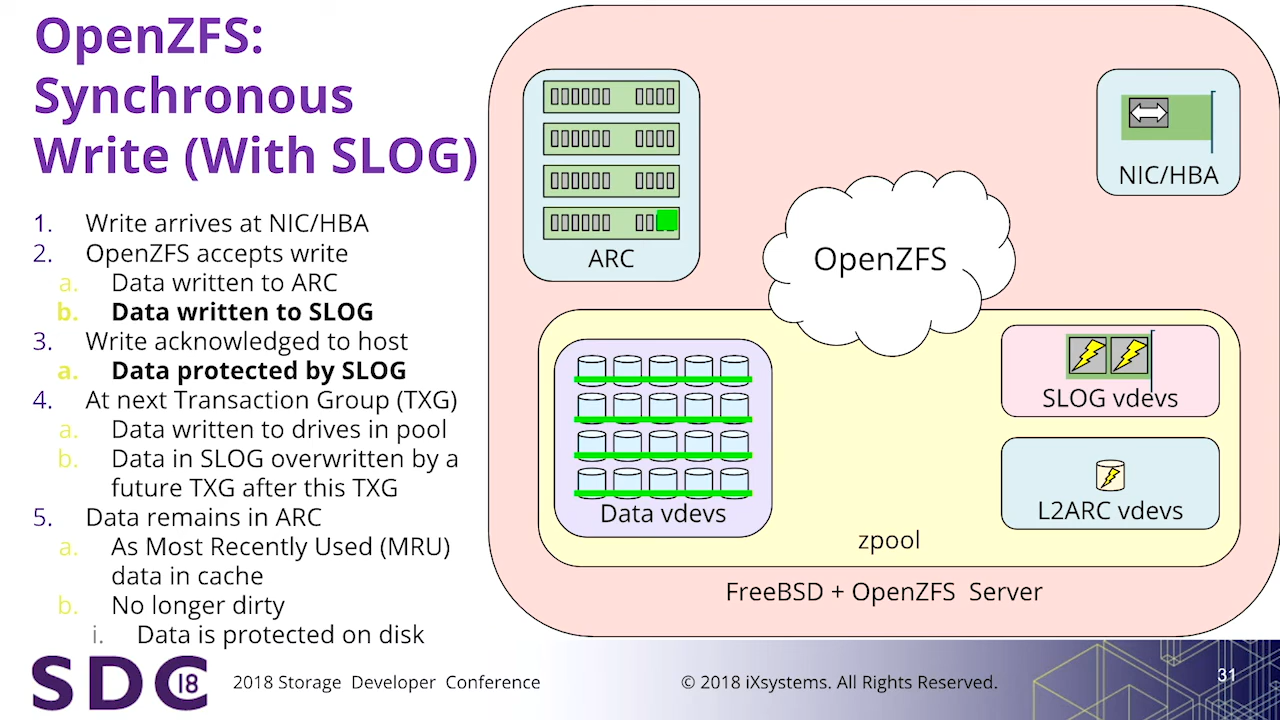 OpenZFS:
Synchronous
Write (With SLOG)
1. Write arrives at NIC/HBA
2. OpenZFS accepts write
a. Data written to ARC
b. Data written to SLOG
3. Write acknowledged to host
a. Data protected by SLOG
4. At next Transaction Group (TXG)
a. Data written to drives in pool
b. Data in SLOG overwritten by a
future TXG after this TXG
5. Data remains in ARC
a. As Most Recently Used (MRU)
data in cache
b. No longer dirty
i. Data is protected on disk
ARC
NIC/HBA
OpenZFS
SLOG vdevs
L2ARC vdevs
Data vdevs
zpool
FreeBSD + OpenZFS Server
SDC 18
2018 Storage Developer Conference
© 2018 iXsystems. All Rights Reserved.
31